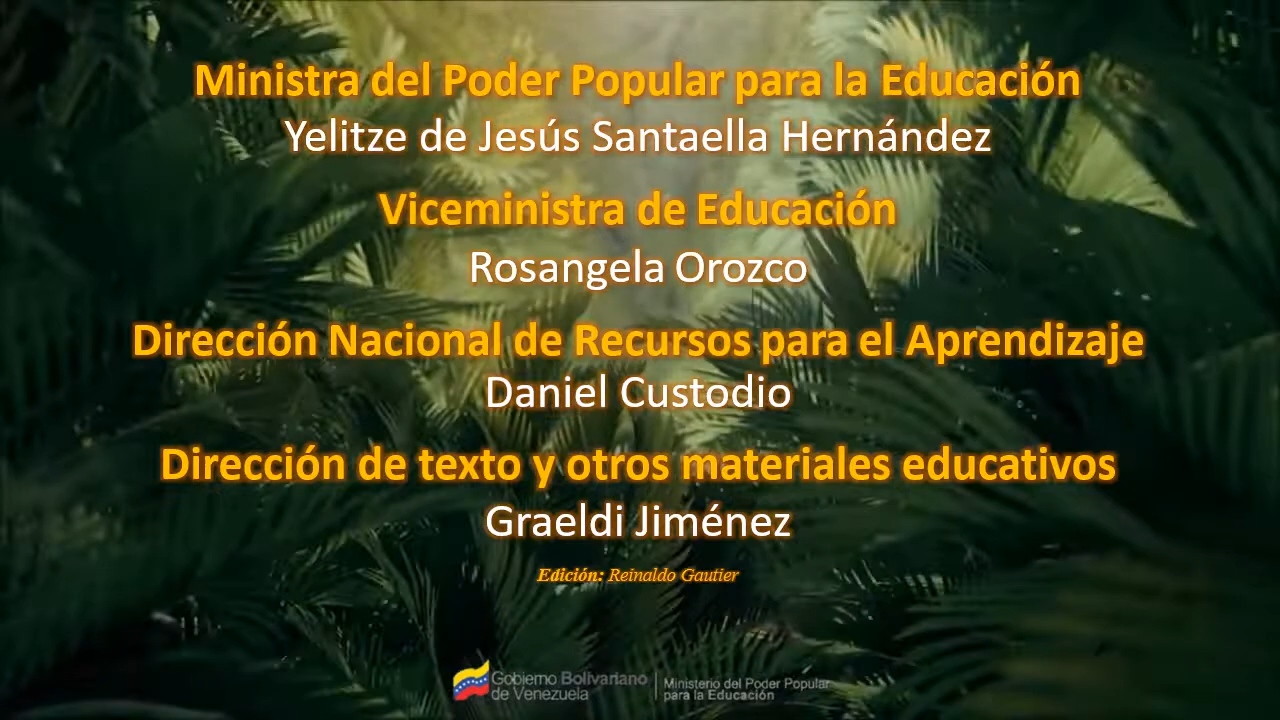 Ministra del Poder Popular para la Educación
Yelitze de Jesús Santaella Hernández
Viceministra de Educación
Rosangela Orozco
Dirección Nacional de Recursos para el Aprendizaje
Daniel Custodio
Dirección de texto y otros materiales educativos
Graeldi Jiménez
Edición: Reinaldo Gautier
Gobierno Bolivariano
de Venezuela
Ministerio del Poder Popular
para la Educación